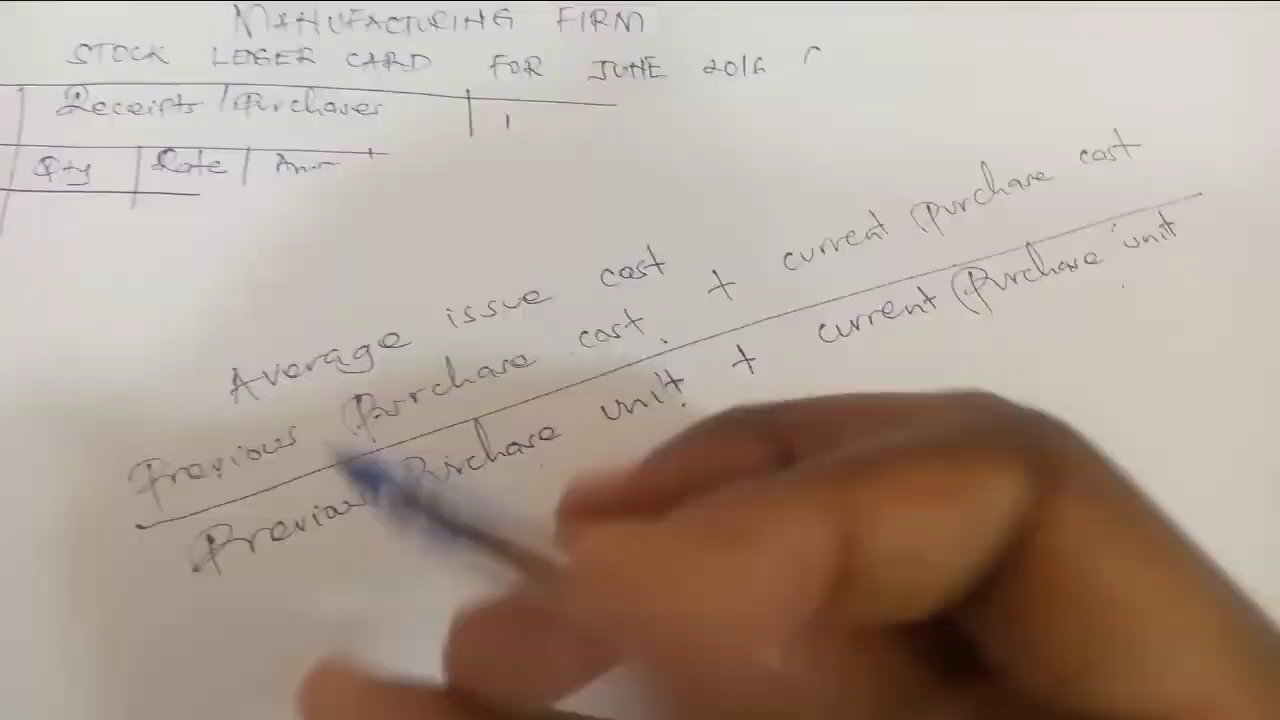 MANUFACTURING FIRM
STOCK LEDGER CARD FOR JUNE 2016
Receipts / Purchases
Qty Rate Am
Average issue cost
Previous Purchase cost + current Purchase cost
Previous Purchase unit + current Purchase unit